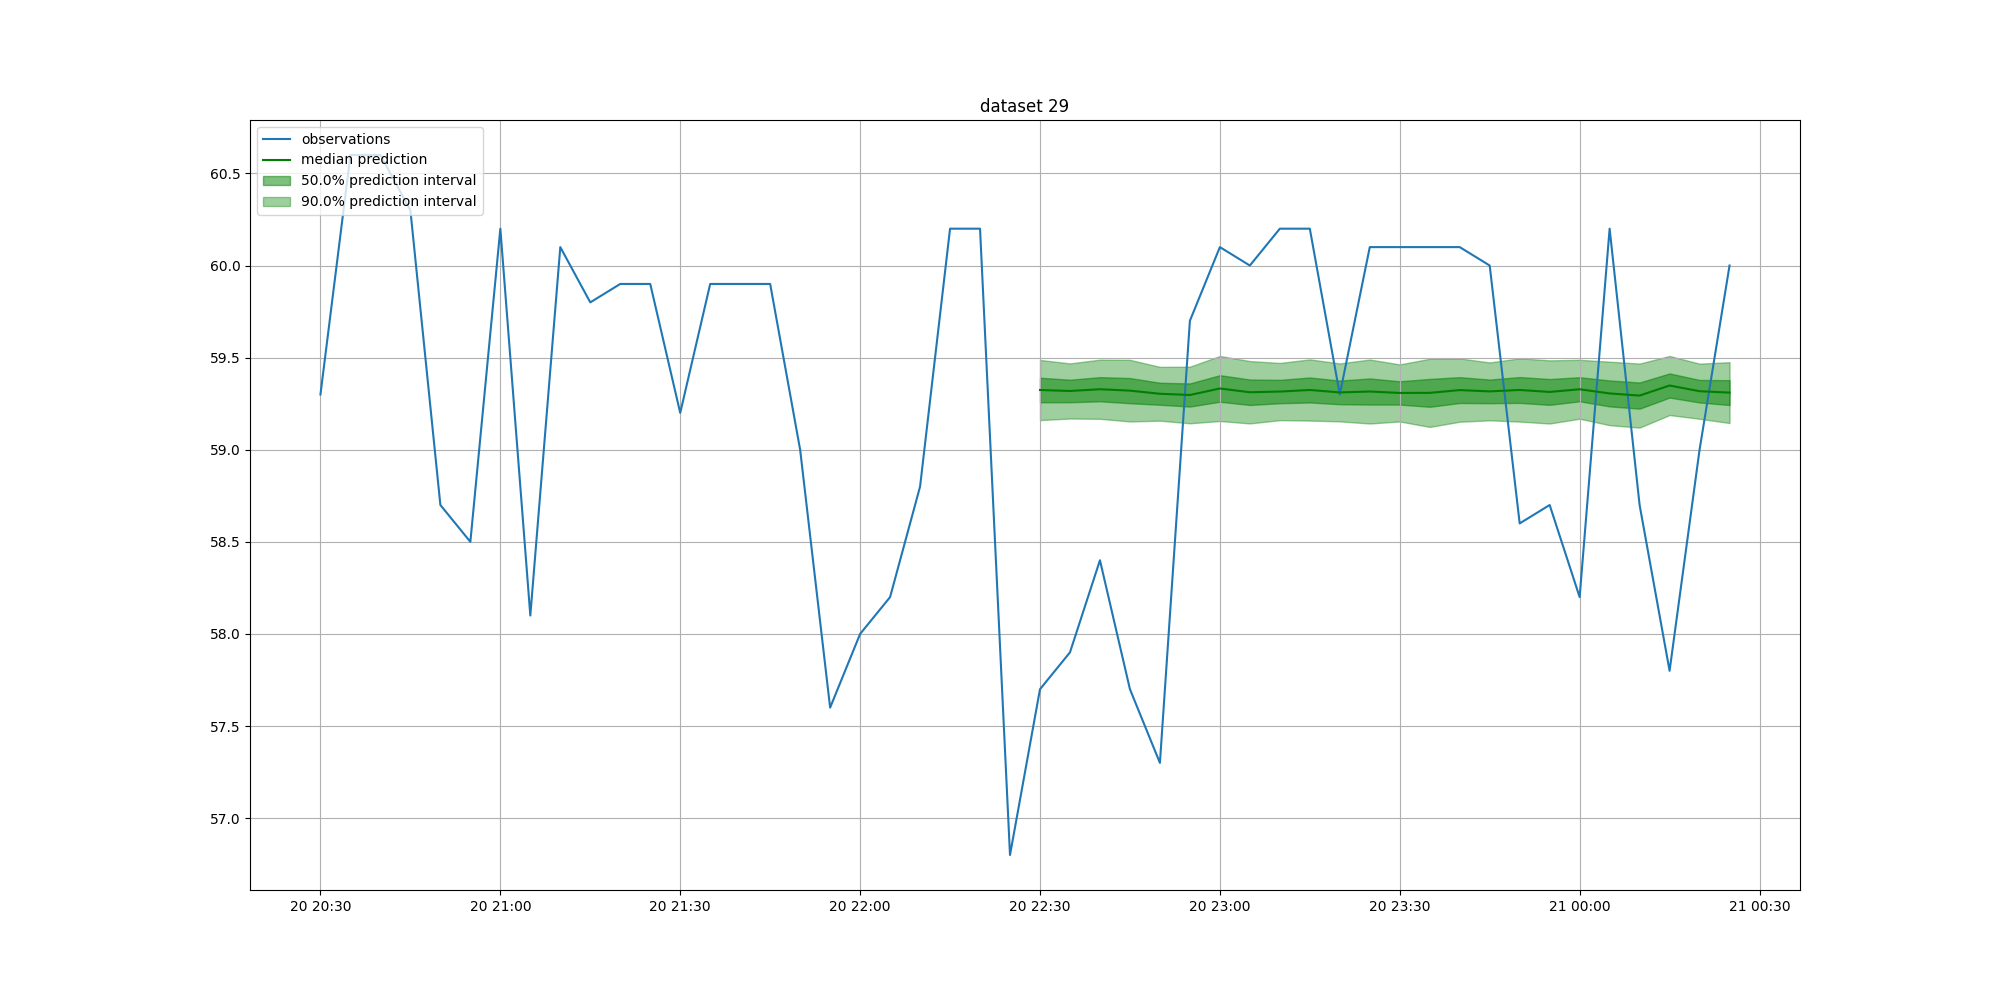 dataset 29
observations
median prediction
50.0% prediction interval
90.0% prediction interval
60.5
60.0
59.5
59.0
58.5
58.0
57.5
57.0
20 20:30 20 21:00 20 21:30 20 22:00 20 22:30 20 23:00 20 23:30 21 00:00 21 00:30